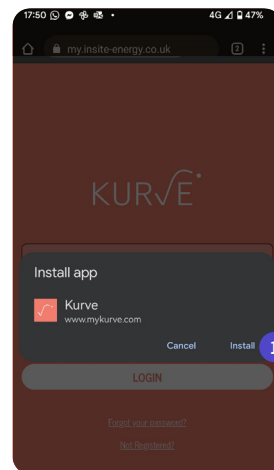 17:50 4G 47%
my.insite-energy.co.uk 2
KURVE
Install app
Kurve
www.mykurve.com
Cancel Install
LOGIN
Forgot your password?
Not Registered?